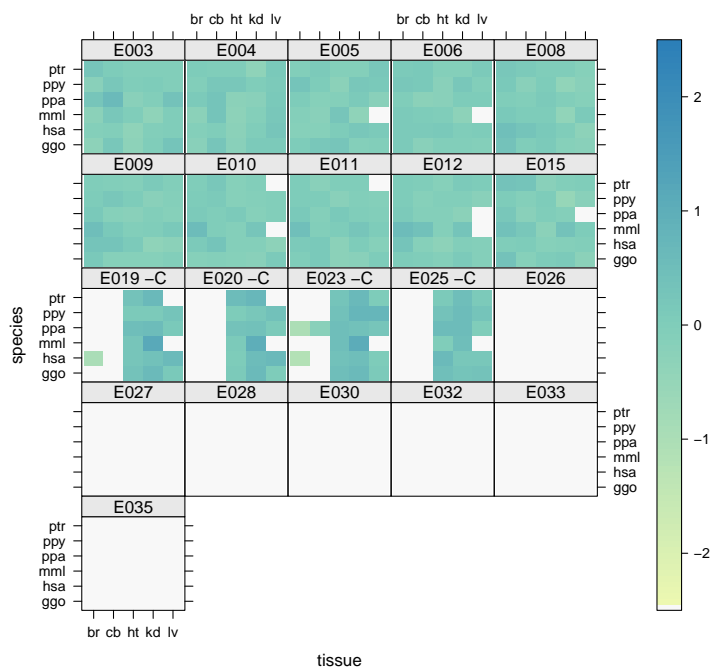 br cb ht kd lv br cb ht kd lv
E003 E004 E005 E006 E008
ptr
ppy
ppa
mml
hsa
ggo
E009 E010 E011 E012 E015
ptr
ppy
ppa
mml
hsa
ggo
E019 −C E020 −C E023 −C E025 −C E026
ptr
ppy
ppa
mml
hsa
ggo
E027 E028 E030 E032 E033
ptr
ppy
ppa
mml
hsa
ggo
E035
ptr
ppy
ppa
mml
hsa
ggo
br cb ht kd lv
species
tissue
2
1
0
−1
−2